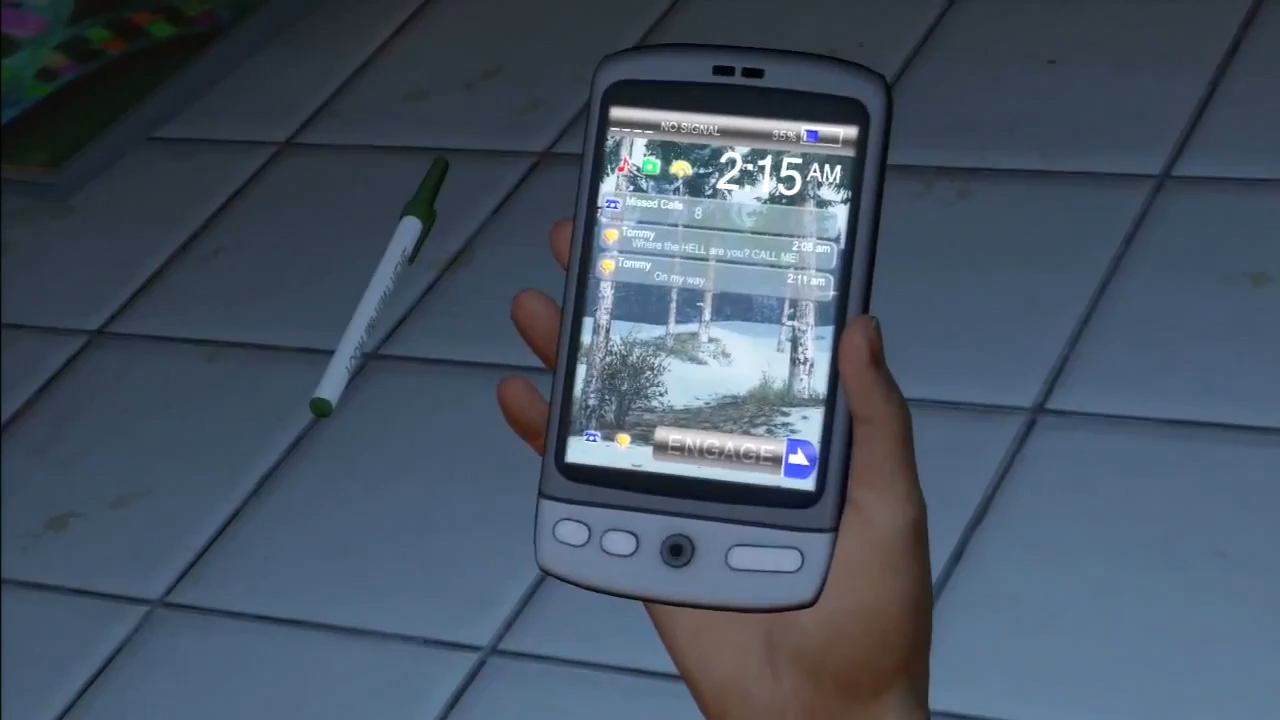 NO SIGNAL 35%
2:15 AM
Missed Calls 8
Tommy 2:08 am
Where the HELL are you? CALL ME!
Tommy 2:11 am
On my way
ENGAGE